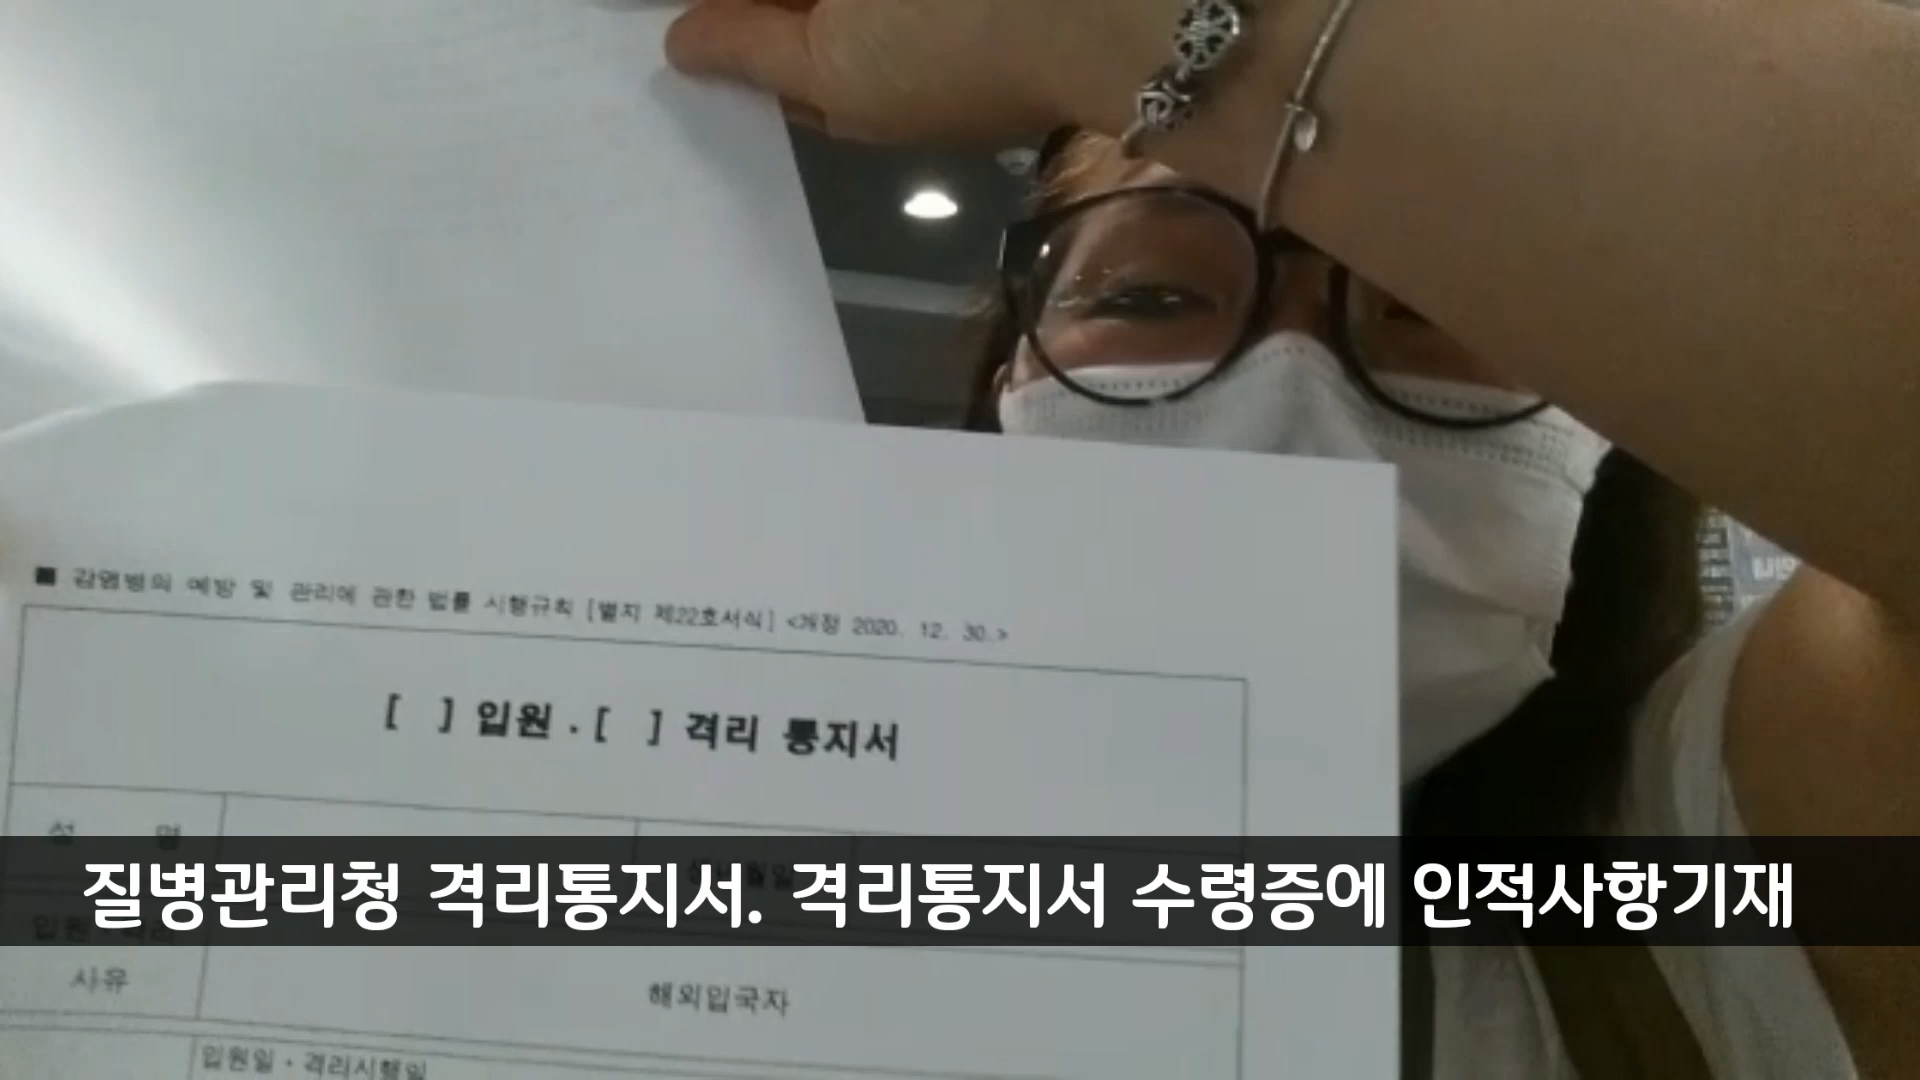 ■ 감염병의 예방 및 관리에 관한 법률 시행규칙 [별지 제22호서식] <개정 2020. 12. 30.>
[ ] 입원 · [ ] 격리 통지서
성 명
질병관리청 격리통지서. 격리통지서 수령증에 인적사항기재
사유
해외입국자
입원일 · 격리시행일